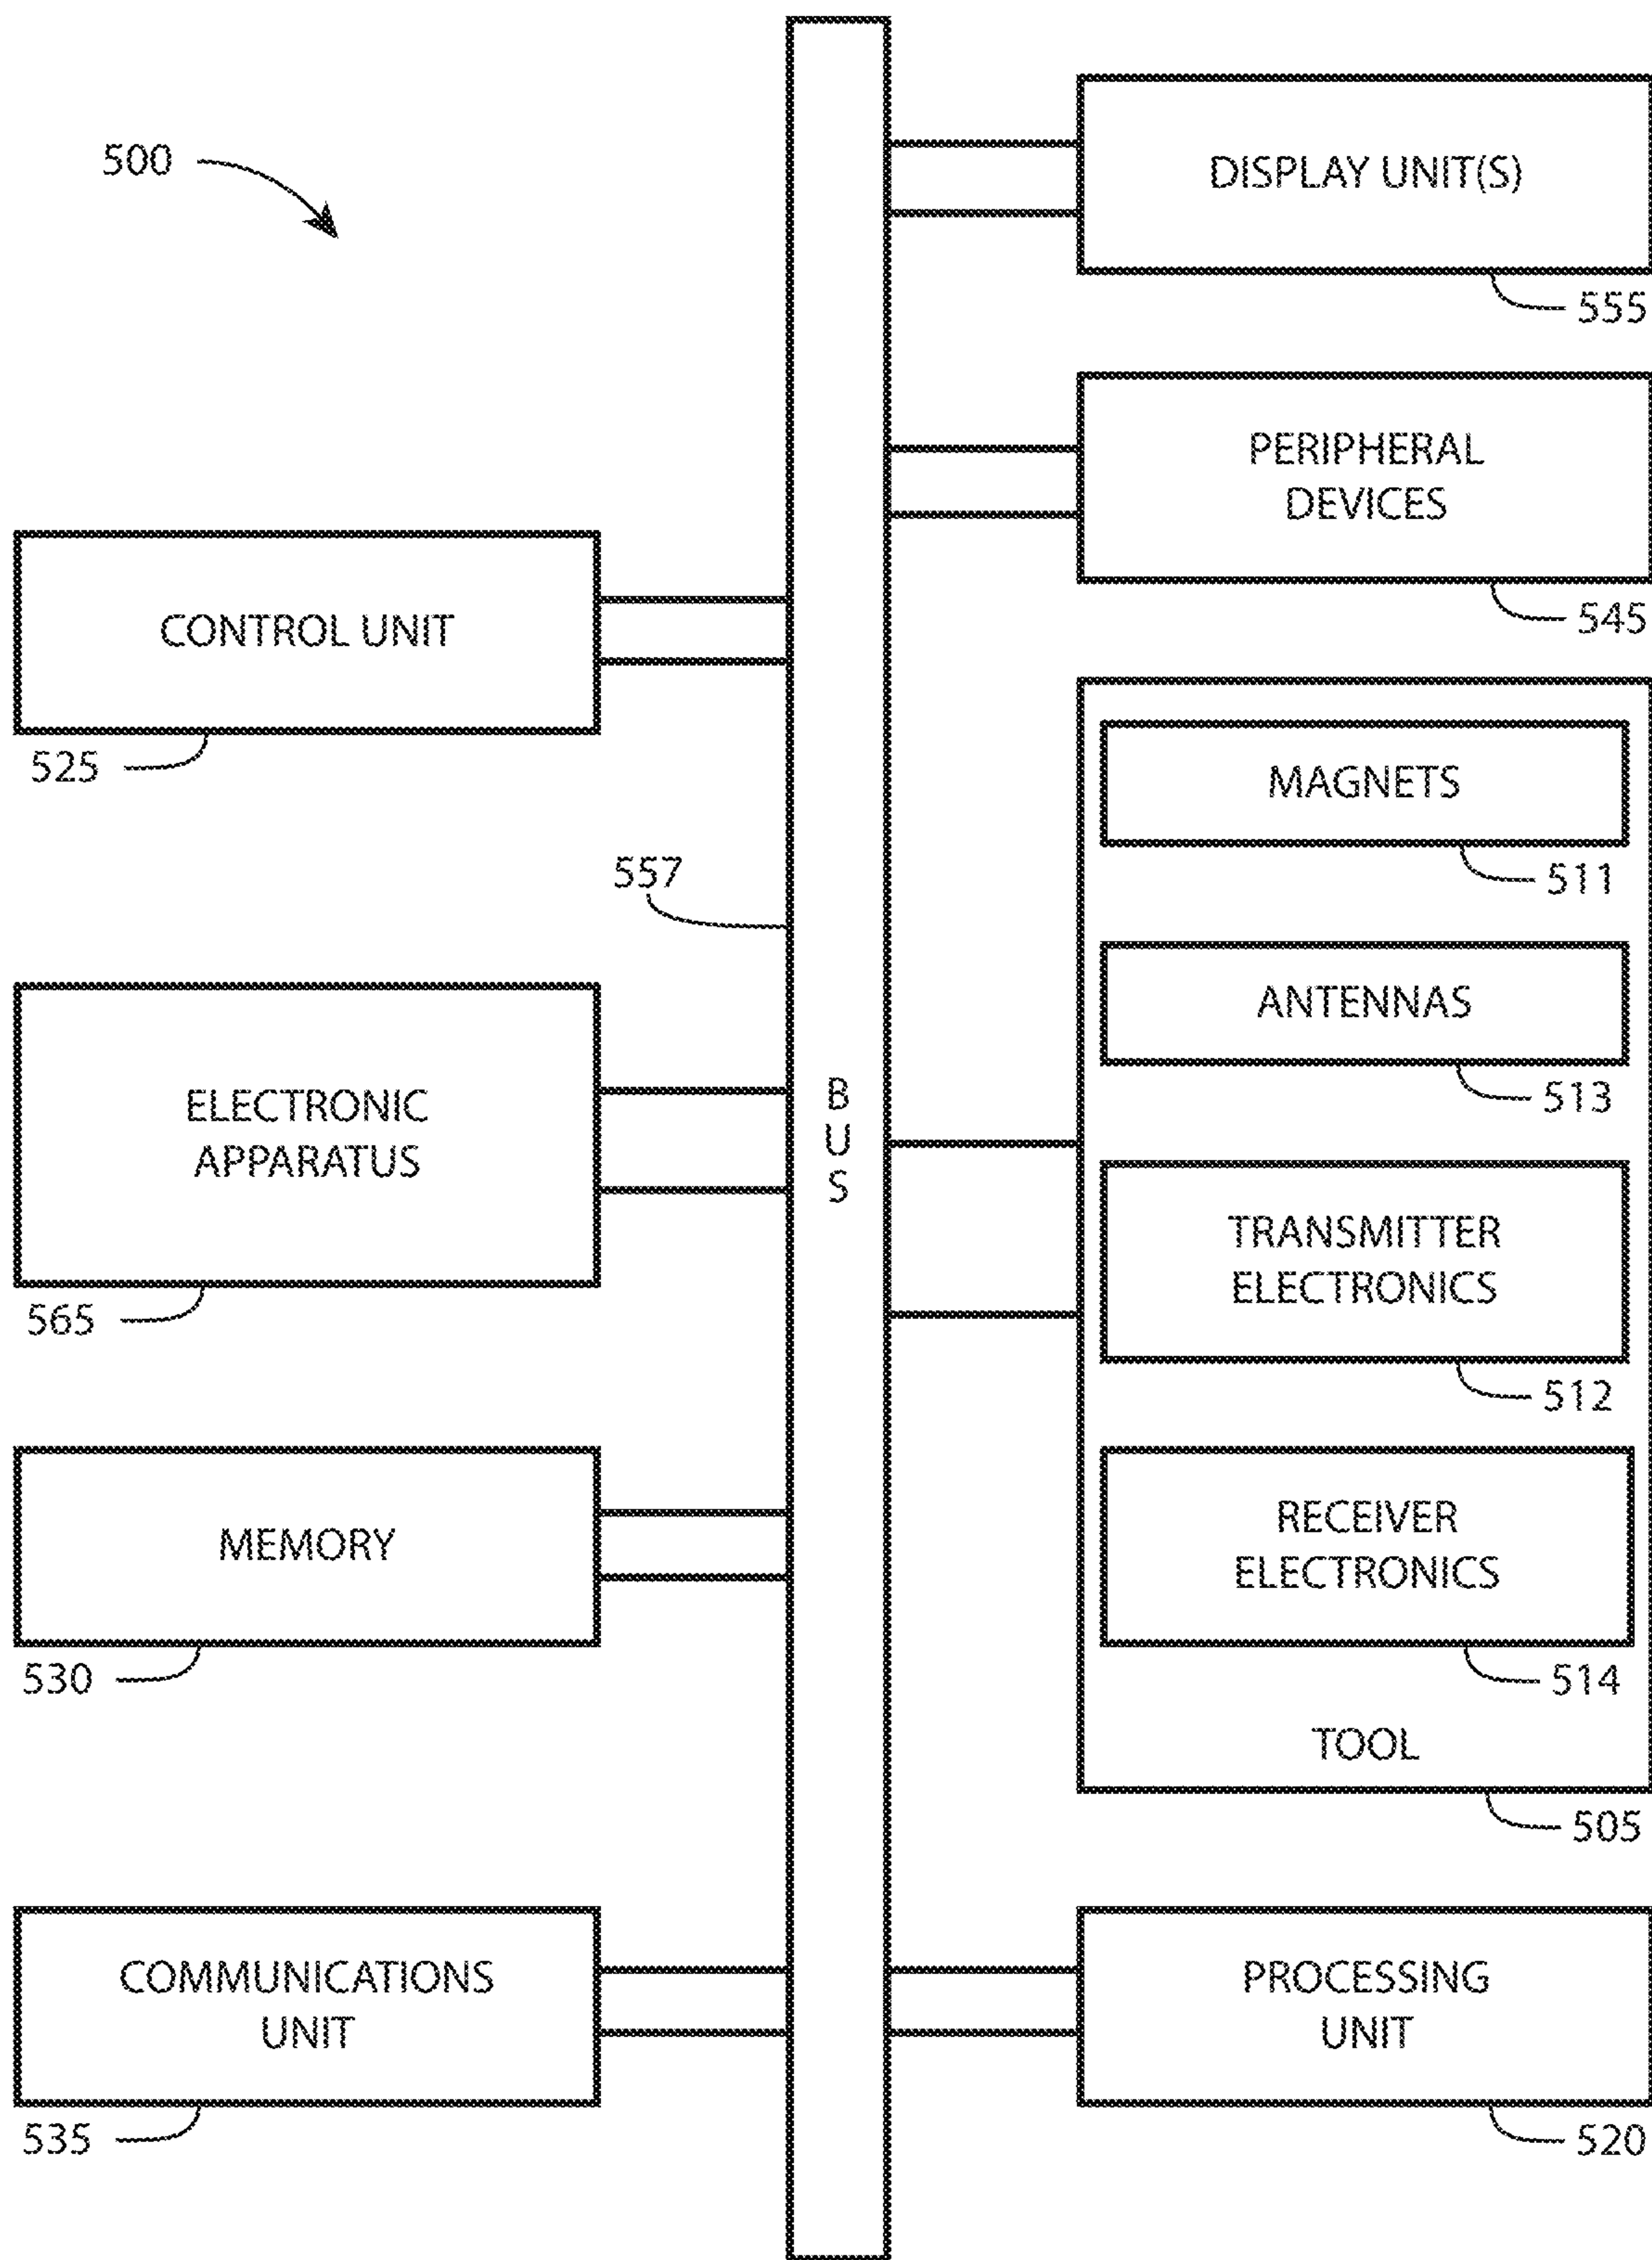 500
DISPLAY UNIT(S)
555
PERIPHERAL
DEVICES
545
CONTROL UNIT
525
MAGNETS
511
557
ANTENNAS
513
ELECTRONIC
APPARATUS
565
B
U
S
TRANSMITTER
ELECTRONICS
512
MEMORY
530
RECEIVER
ELECTRONICS
514
TOOL
505
COMMUNICATIONS
UNIT
535
PROCESSING
UNIT
520